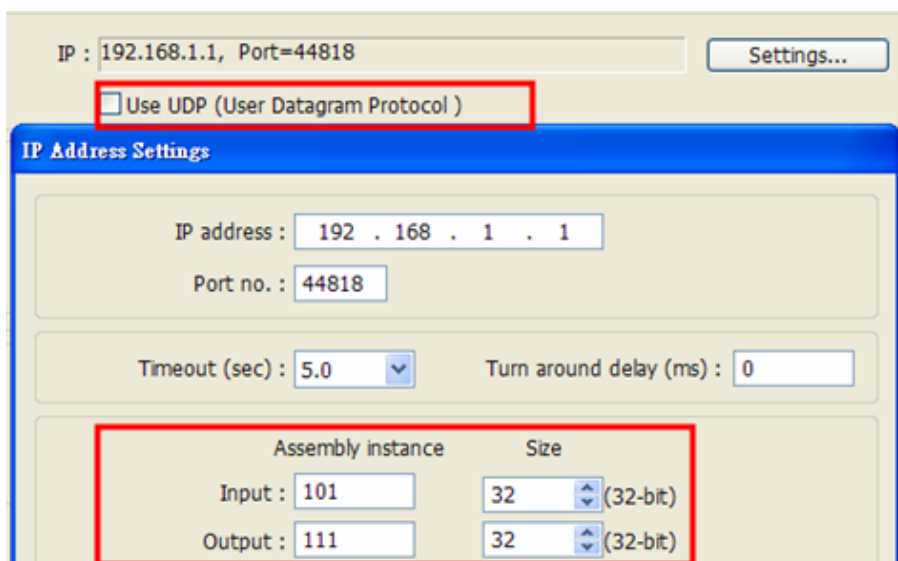 IP : 192.168.1.1, Port=44818 Settings...
Use UDP (User Datagram Protocol )
IP Address Settings
IP address : 192 . 168 . 1 . 1
Port no. : 44818
Timeout (sec) : 5.0 Turn around delay (ms) : 0
Assembly instance Size
Input : 101 32 (32-bit)
Output : 111 32 (32-bit)